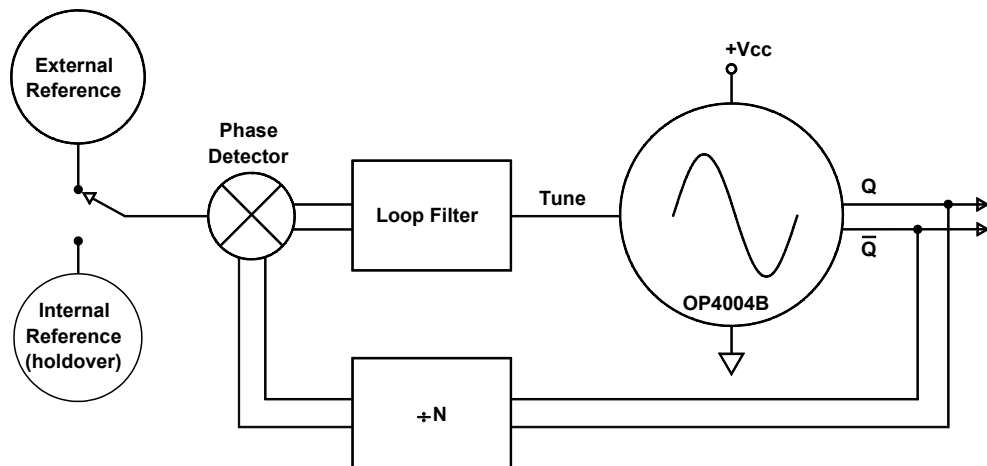 External
Reference
Phase
Detector
+Vcc
Loop Filter
Tune
Q
Q̅
OP4004B
Internal
Reference
(holdover)
÷N